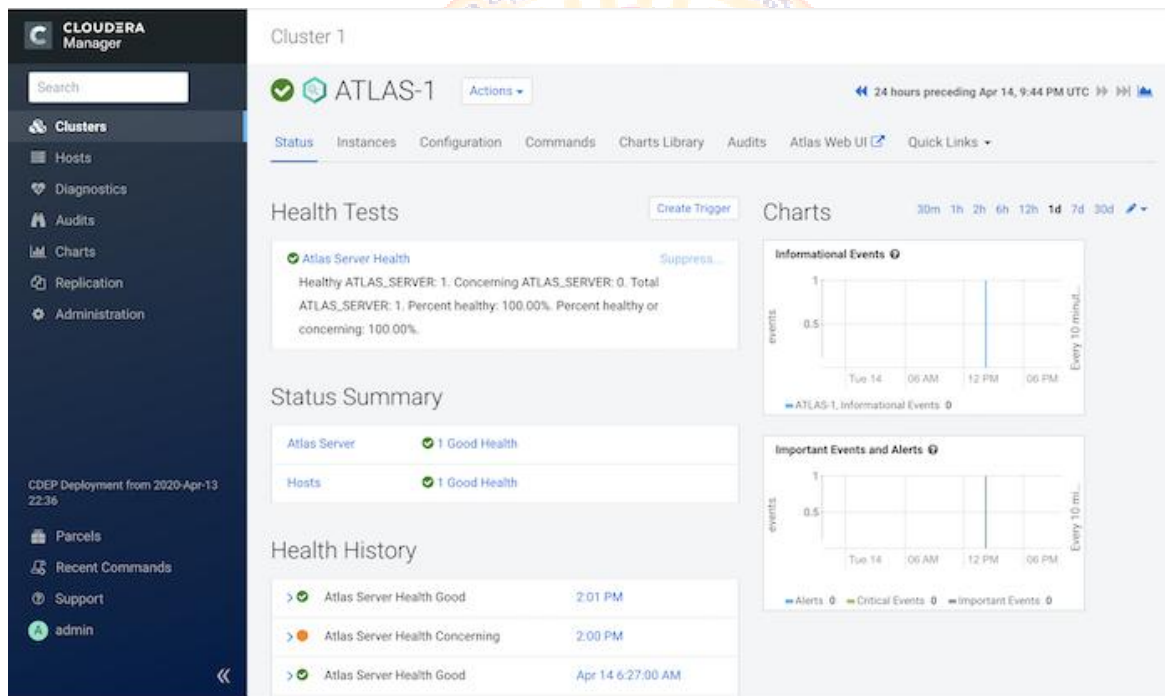 CLOUDERA
Manager
Search
Clusters
Hosts
Diagnostics
Audits
Charts
Replication
Administration
CDEP Deployment from 2020-Apr-13
22:36
Parcels
Recent Commands
Support
A admin
Cluster 1
ATLAS-1 Actions
24 hours preceding Apr 14, 9:44 PM UTC
Status Instances Configuration Commands Charts Library Audits Atlas Web UI Quick Links
Health Tests Create Trigger
Atlas Server Health Suppress...
Healthy ATLAS_SERVER: 1. Concerning ATLAS_SERVER: 0. Total
ATLAS_SERVER: 1. Percent healthy: 100.00%. Percent healthy or
concerning: 100.00%.
Status Summary
Atlas Server 1 Good Health
Hosts 1 Good Health
Health History
Atlas Server Health Good 2:01 PM
Atlas Server Health Concerning 2:00 PM
Atlas Server Health Good Apr 14 6:27:00 AM
Charts 30m 1h 2h 6h 12h 1d 7d 30d
Informational Events
events
1
0.5
Every 10 minut...
Tue 14 06 AM 12 PM 06 PM
ATLAS-1, Informational Events 0
Important Events and Alerts
events
1
0.5
Every 10 mi...
Tue 14 06 AM 12 PM 06 PM
Alerts 0 Critical Events 0 Important Events 0